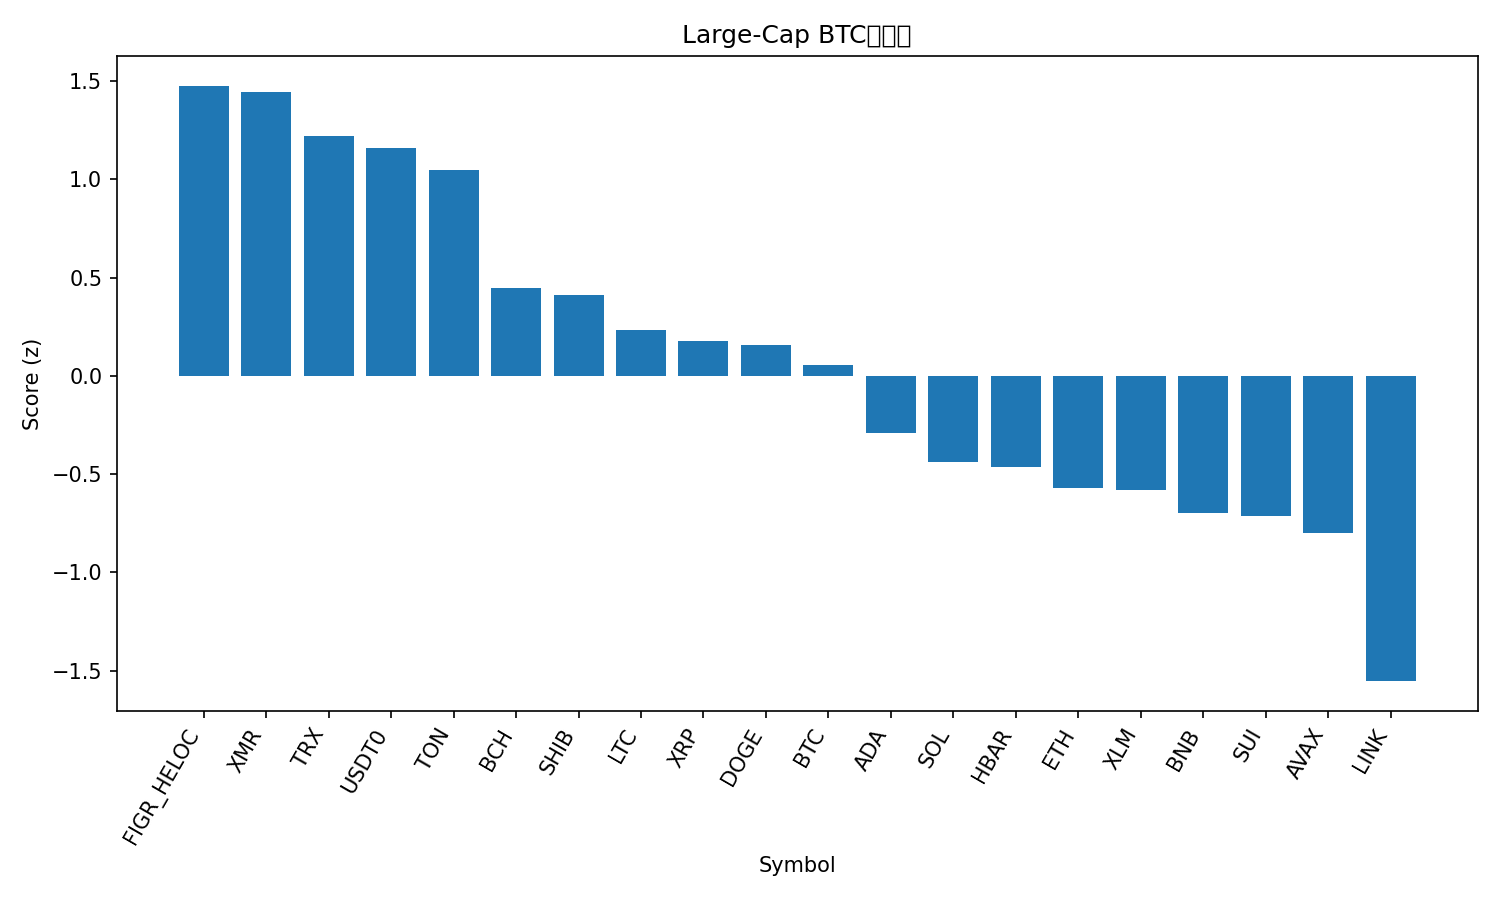 Large-Cap BTC
1.5
1.0
0.5
0.0
−0.5
−1.0
−1.5
Score (z)
FIGR_HELOC
XMR
TRX
USDT0
TON
BCH
SHIB
LTC
XRP
DOGE
BTC
ADA
SOL
HBAR
ETH
XLM
BNB
SUI
AVAX
LINK
Symbol